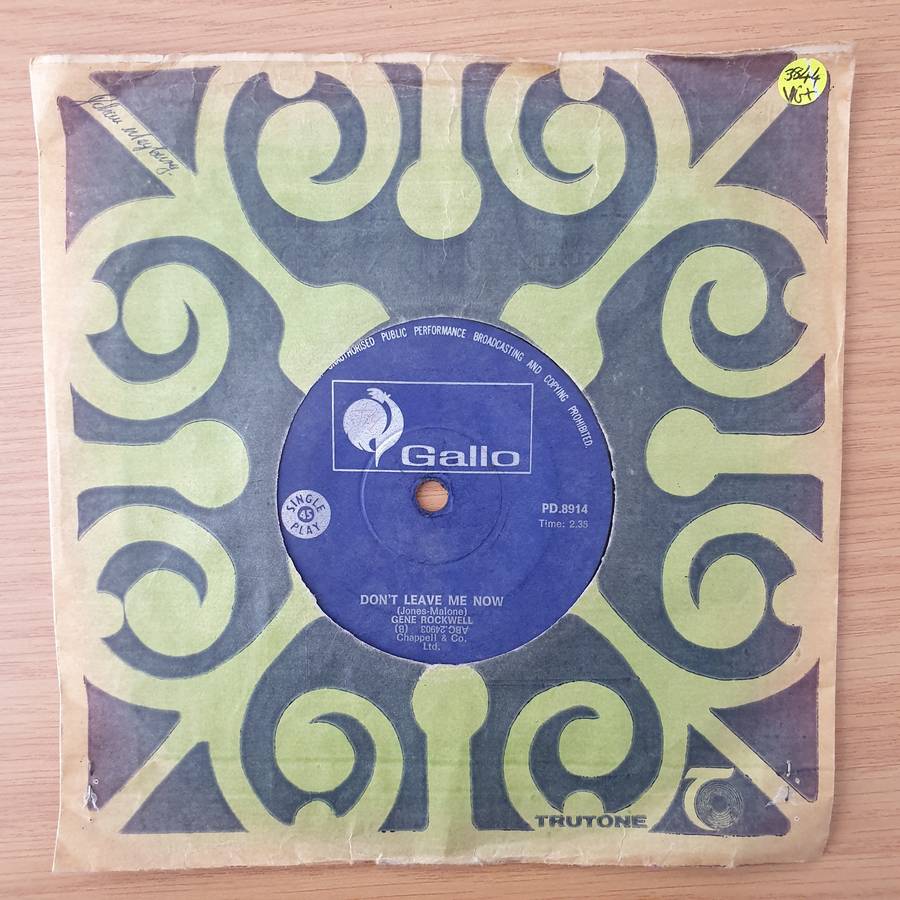 3844
VG+
UNAUTHORISED PUBLIC PERFORMANCE BROADCASTING AND COPYING PROHIBITED.
Gallo
SINGLE
45
PLAY
PD.8914
Time: 2.35
DON'T LEAVE ME NOW
(Jones-Malone)
GENE ROCKWELL
(B) ABC.24903
Chappell & Co.
Ltd.
TRUTONE